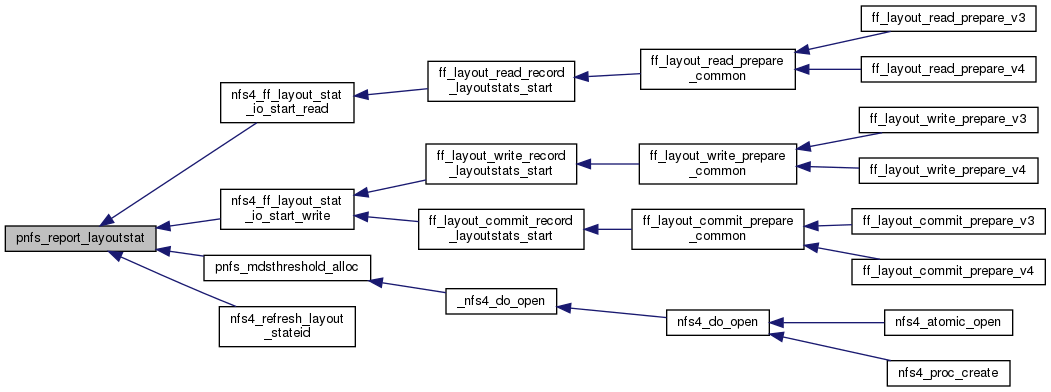 ff_layout_read_prepare_v3
ff_layout_read_prepare
_common
ff_layout_read_record
_layoutstats_start
ff_layout_read_prepare_v4
nfs4_ff_layout_stat
_io_start_read
ff_layout_write_prepare_v3
ff_layout_write_record
_layoutstats_start
ff_layout_write_prepare
_common
ff_layout_write_prepare_v4
nfs4_ff_layout_stat
_io_start_write
ff_layout_commit_record
_layoutstats_start
ff_layout_commit_prepare
_common
ff_layout_commit_prepare_v3
pnfs_report_layoutstat
pnfs_mdsthreshold_alloc
ff_layout_commit_prepare_v4
_nfs4_do_open
nfs4_refresh_layout
_stateid
nfs4_do_open
nfs4_atomic_open
nfs4_proc_create